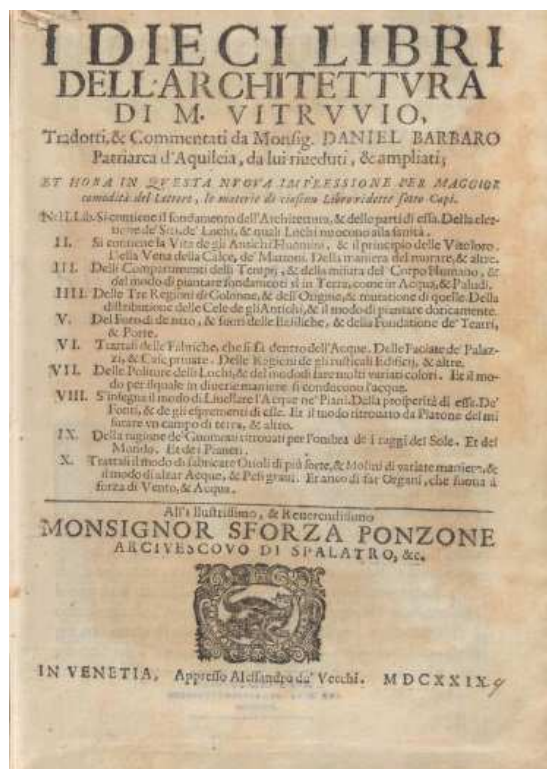 I DIECI LIBRI
DELL'ARCHITETTVRA
DI M. VITRVVIO,
Tradotti, & Commentati da Monsig. DANIEL BARBARO
Patriarca d'Aquileia, da lui riueduti, & ampliati;
ET HORA IN QVESTA NVOVA IMPRESSIONE PER MAGGIOR
comodità del Lettore, le materie di ciascun Libro ridotte sotto Capi.
Nel I. Lib. Si contiene il fondamento dell'Architettura, & delle parti di essa. Della elet-
tione de' Siti, de' Luohi, & quali Luohi nuocono alla sanità.
II. Si contiene la Vita de gli Antichi Huomini, & il principio delle Vite loro.
Della Vena della Calce, de' Mattoni. Della maniera del murare, & altre.
III. Delli Compartimenti delli Tempij, & della misura del Corpo Humano, &
del modo di piantare fondamenti sì in Terra, come in Acqua, & Paludi.
IIII. Delle Tre Regioni di Colonne, & dell'Origine, & mutatione di quelle. Della
distributione delle Cele de gli Antichi, & il modo di piantare doricamente.
V. Del Foro di dentro, & fuori delle Basiliche, & della Fondatione de' Teatri,
& Porte.
VI. Trattasi delle Fabriche, che si fà dentro dell'Acque. Delle Faciate de' Palaz-
zi, & Case priuate. Delle Ragioni de gli rusticali Edificij, & altre.
VII. Delle Politure delli Lochi, & del modo di fare molti variati colori. Et il mo-
do per il quale in diuerse maniere si conducono l'acque.
VIII. S'insegna il modo di Liuellare l'Acque ne' Piani. Della prosperità di esse. De'
Fonti, & de gli esprementi di esse. Et il modo ritrouato da Platone del mi
surare vn campo di terra, & altro.
IX. Della ragione de' Gnomoni ritrouati per l'ombra de i raggi del Sole. Et del
Mondo. Et de i Pianeti.
X. Trattasi il modo di fabricare Orioli di più sorte, & Molini di variate maniere, &
il modo di alzar Acque, & Pesi graui. Et anco di far Organi, che suona à
forza di Vento, & Acqua.
All'Illustrissimo, & Reuerendissimo
MONSIGNOR SFORZA PONZONE
ARCIVESCOVO DI SPALATRO, &c.
IN VENETIA, Appresso Alessandro de' Vecchi. MDCXXIX